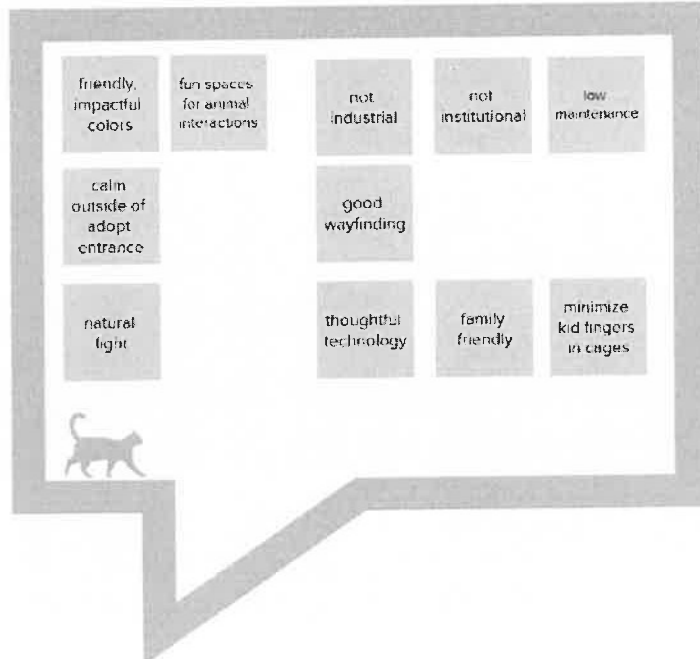 friendly,
impactful
colors
fun spaces
for animal
interactions
not
industrial
not
institutional
low
maintenance
calm
outside of
adopt
entrance
good
wayfinding
natural
light
thoughtful
technology
family
friendly
minimize
kid fingers
in cages